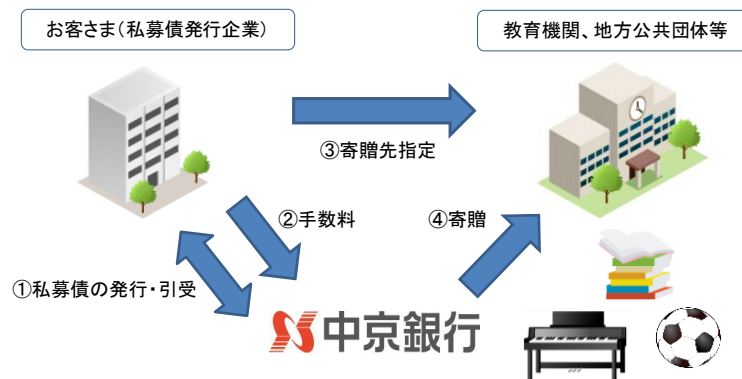 お客さま(私募債発行企業)
教育機関、地方公共団体等
③寄贈先指定
②手数料
④寄贈
①私募債の発行・引受
中京銀行